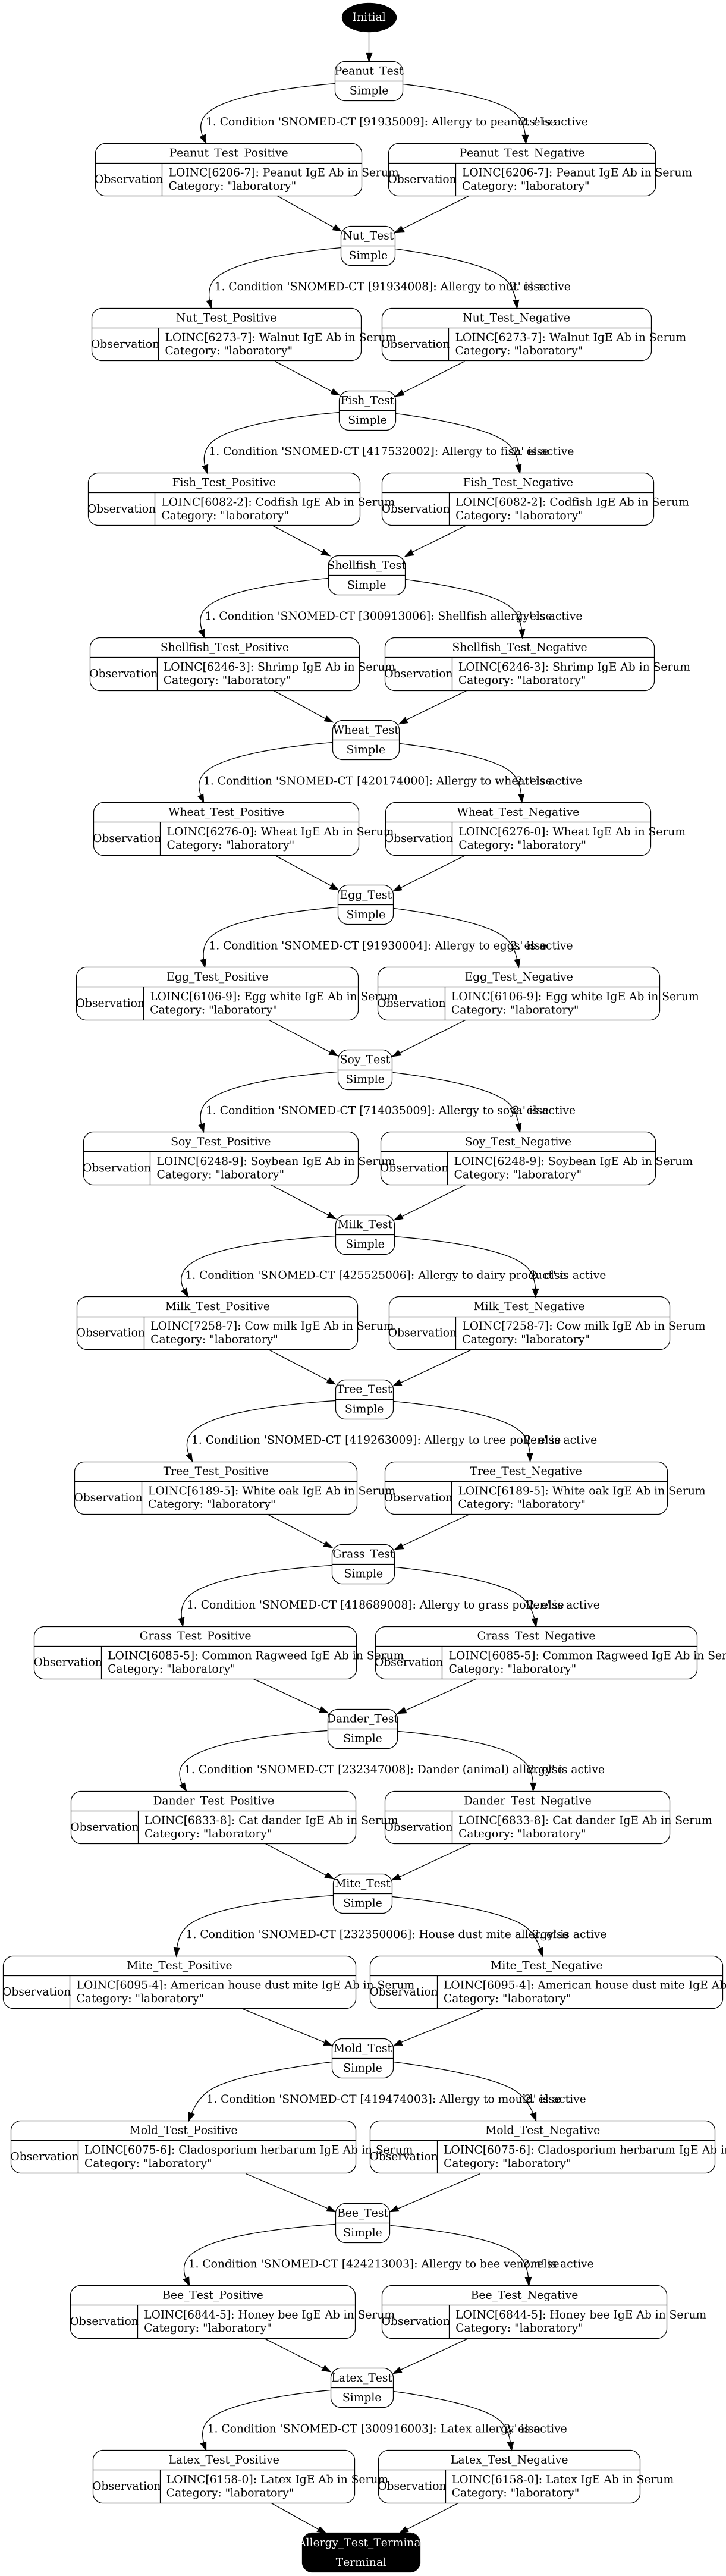 Initial
Peanut_Test
Simple
1. Condition 'SNOMED-CT [91935009]: Allergy to peanuts' is active
2. else
Peanut_Test_Positive
Observation
LOINC[6206-7]: Peanut IgE Ab in Serum
Category: "laboratory"
Peanut_Test_Negative
Observation
LOINC[6206-7]: Peanut IgE Ab in Serum
Category: "laboratory"
Nut_Test
Simple
1. Condition 'SNOMED-CT [91934008]: Allergy to nut' is active
2. else
Nut_Test_Positive
Observation
LOINC[6273-7]: Walnut IgE Ab in Serum
Category: "laboratory"
Nut_Test_Negative
Observation
LOINC[6273-7]: Walnut IgE Ab in Serum
Category: "laboratory"
Fish_Test
Simple
1. Condition 'SNOMED-CT [417532002]: Allergy to fish' is active
2. else
Fish_Test_Positive
Observation
LOINC[6082-2]: Codfish IgE Ab in Serum
Category: "laboratory"
Fish_Test_Negative
Observation
LOINC[6082-2]: Codfish IgE Ab in Serum
Category: "laboratory"
Shellfish_Test
Simple
1. Condition 'SNOMED-CT [300913006]: Shellfish allergy' is active
2. else
Shellfish_Test_Positive
Observation
LOINC[6246-3]: Shrimp IgE Ab in Serum
Category: "laboratory"
Shellfish_Test_Negative
Observation
LOINC[6246-3]: Shrimp IgE Ab in Serum
Category: "laboratory"
Wheat_Test
Simple
1. Condition 'SNOMED-CT [420174000]: Allergy to wheat' is active
2. else
Wheat_Test_Positive
Observation
LOINC[6276-0]: Wheat IgE Ab in Serum
Category: "laboratory"
Wheat_Test_Negative
Observation
LOINC[6276-0]: Wheat IgE Ab in Serum
Category: "laboratory"
Egg_Test
Simple
1. Condition 'SNOMED-CT [91930004]: Allergy to eggs' is active
2. else
Egg_Test_Positive
Observation
LOINC[6106-9]: Egg white IgE Ab in Serum
Category: "laboratory"
Egg_Test_Negative
Observation
LOINC[6106-9]: Egg white IgE Ab in Serum
Category: "laboratory"
Soy_Test
Simple
1. Condition 'SNOMED-CT [714035009]: Allergy to soya' is active
2. else
Soy_Test_Positive
Observation
LOINC[6248-9]: Soybean IgE Ab in Serum
Category: "laboratory"
Soy_Test_Negative
Observation
LOINC[6248-9]: Soybean IgE Ab in Serum
Category: "laboratory"
Milk_Test
Simple
1. Condition 'SNOMED-CT [425525006]: Allergy to dairy product' is active
2. else
Milk_Test_Positive
Observation
LOINC[7258-7]: Cow milk IgE Ab in Serum
Category: "laboratory"
Milk_Test_Negative
Observation
LOINC[7258-7]: Cow milk IgE Ab in Serum
Category: "laboratory"
Tree_Test
Simple
1. Condition 'SNOMED-CT [419263009]: Allergy to tree pollen' is active
2. else
Tree_Test_Positive
Observation
LOINC[6189-5]: White oak IgE Ab in Serum
Category: "laboratory"
Tree_Test_Negative
Observation
LOINC[6189-5]: White oak IgE Ab in Serum
Category: "laboratory"
Grass_Test
Simple
1. Condition 'SNOMED-CT [418689008]: Allergy to grass pollen' is active
2. else
Grass_Test_Positive
Observation
LOINC[6085-5]: Common Ragweed IgE Ab in Serum
Category: "laboratory"
Grass_Test_Negative
Observation
LOINC[6085-5]: Common Ragweed IgE Ab in Ser
Category: "laboratory"
Dander_Test
Simple
1. Condition 'SNOMED-CT [232347008]: Dander (animal) allergy' is active
2. else
Dander_Test_Positive
Observation
LOINC[6833-8]: Cat dander IgE Ab in Serum
Category: "laboratory"
Dander_Test_Negative
Observation
LOINC[6833-8]: Cat dander IgE Ab in Serum
Category: "laboratory"
Mite_Test
Simple
1. Condition 'SNOMED-CT [232350006]: House dust mite allergy' is active
2. else
Mite_Test_Positive
Observation
LOINC[6095-4]: American house dust mite IgE Ab in Serum
Category: "laboratory"
Mite_Test_Negative
Observation
LOINC[6095-4]: American house dust mite IgE Ab
Category: "laboratory"
Mold_Test
Simple
1. Condition 'SNOMED-CT [419474003]: Allergy to mould' is active
2. else
Mold_Test_Positive
Observation
LOINC[6075-6]: Cladosporium herbarum IgE Ab in Serum
Category: "laboratory"
Mold_Test_Negative
Observation
LOINC[6075-6]: Cladosporium herbarum IgE Ab i
Category: "laboratory"
Bee_Test
Simple
1. Condition 'SNOMED-CT [424213003]: Allergy to bee venom' is active
2. else
Bee_Test_Positive
Observation
LOINC[6844-5]: Honey bee IgE Ab in Serum
Category: "laboratory"
Bee_Test_Negative
Observation
LOINC[6844-5]: Honey bee IgE Ab in Serum
Category: "laboratory"
Latex_Test
Simple
1. Condition 'SNOMED-CT [300916003]: Latex allergy' is active
2. else
Latex_Test_Positive
Observation
LOINC[6158-0]: Latex IgE Ab in Serum
Category: "laboratory"
Latex_Test_Negative
Observation
LOINC[6158-0]: Latex IgE Ab in Serum
Category: "laboratory"
Allergy_Test_Terminal
Terminal